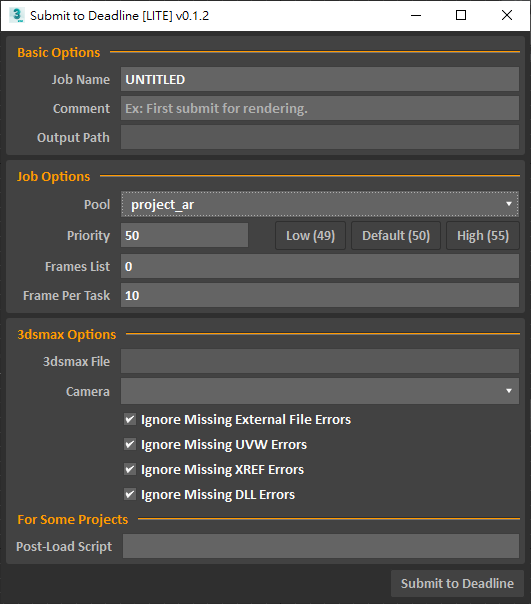 Submit to Deadline [LITE] v0.1.2
Basic Options
Job Name UNTITLED
Comment Ex: First submit for rendering.
Output Path
Job Options
Pool project_ar
Priority 50 Low (49) Default (50) High (55)
Frames List 0
Frame Per Task 10
3dsmax Options
3dsmax File
Camera
Ignore Missing External File Errors
Ignore Missing UVW Errors
Ignore Missing XREF Errors
Ignore Missing DLL Errors
For Some Projects
Post-Load Script
Submit to Deadline